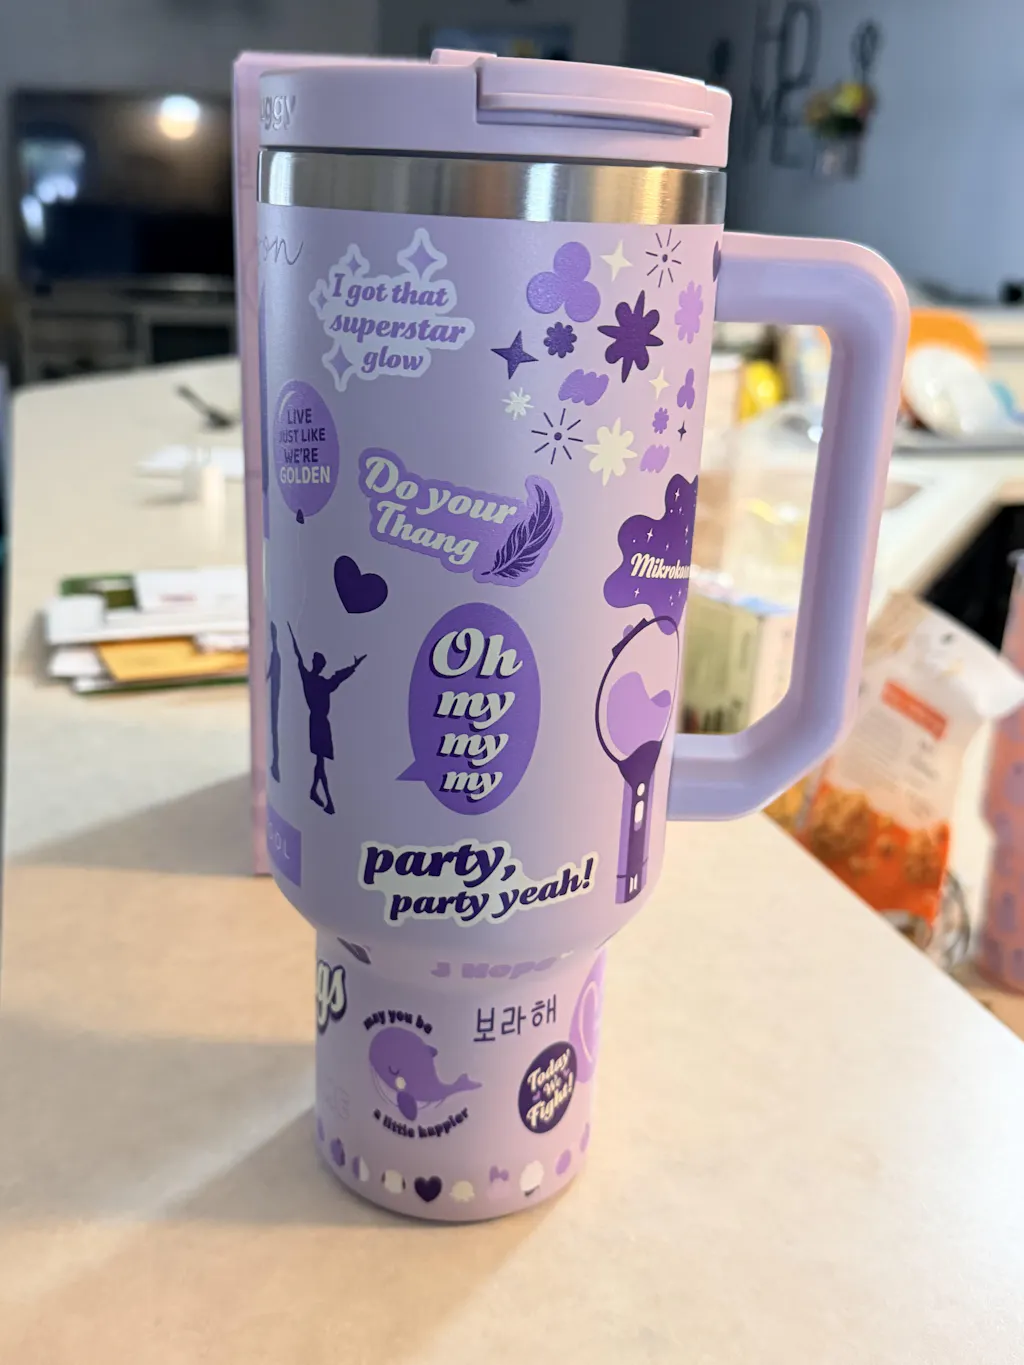 I got that
superstar
glow
LIVE
JUST LIKE
WE'RE
GOLDEN
Do your
Thang
Oh
my
my
my
party,
party yeah!
J Hope
may you be
a little happier
보라해
Today
We
Fight!